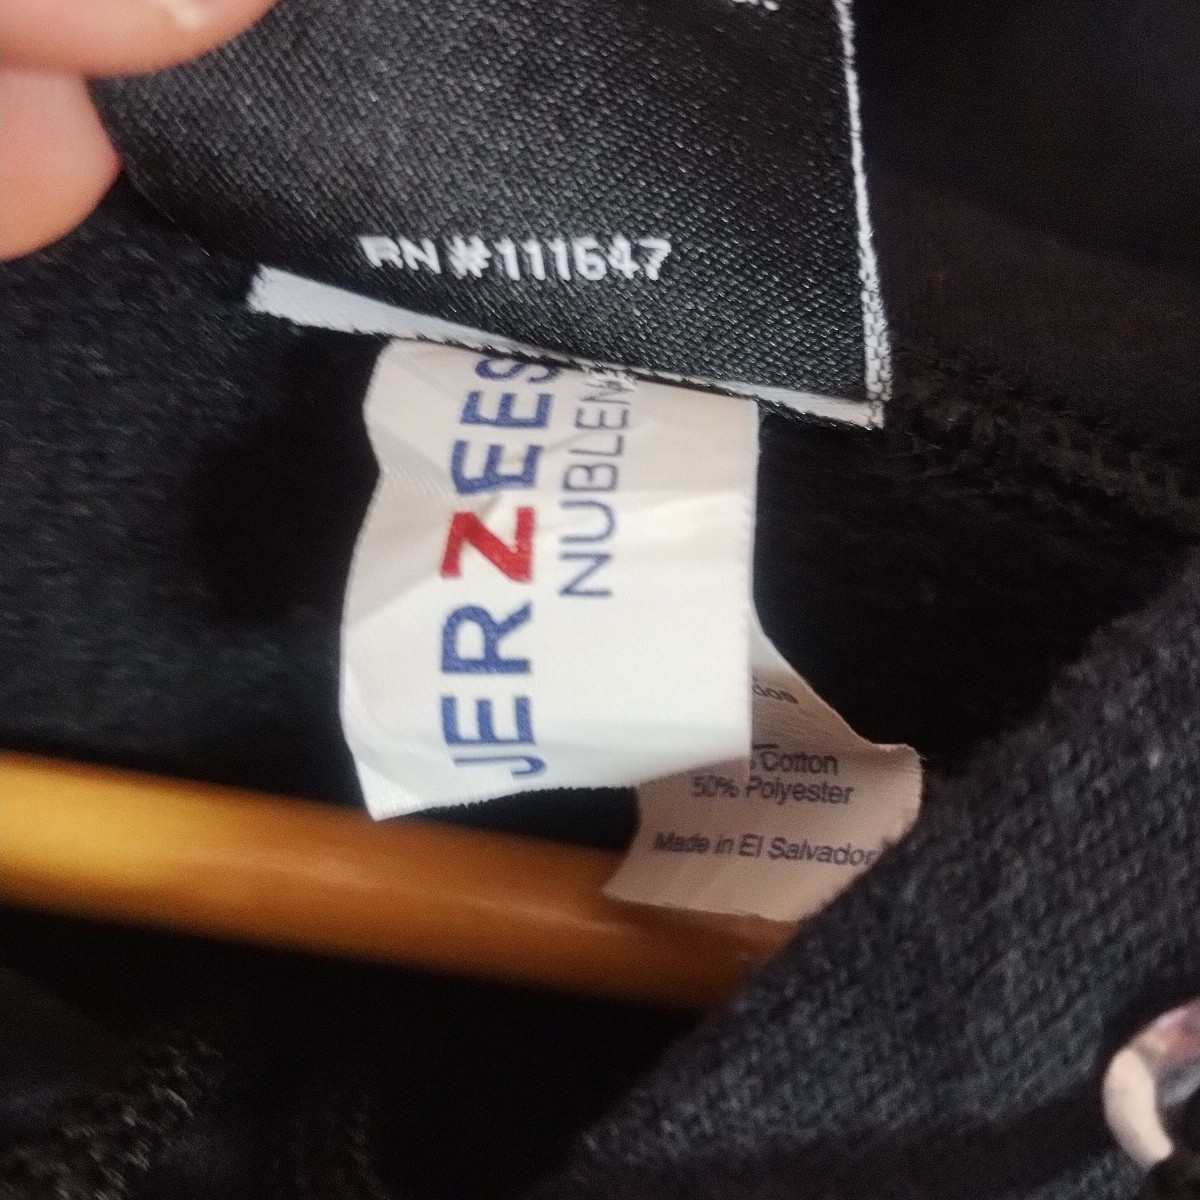 RN #111647
JERZEES
NUBLEN
Cotton
50% Polyester
Made in El Salvador